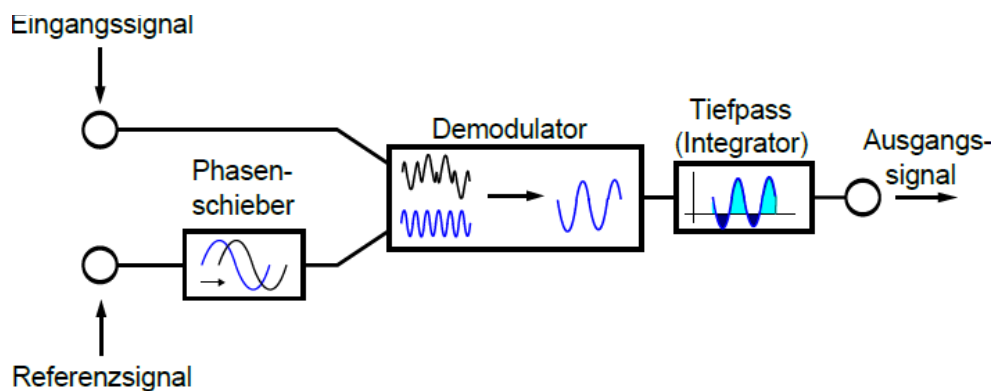 Eingangssignal
Phasen-
schieber
Demodulator
Tiefpass
(Integrator)
Ausgangs-
signal
Referenzsignal